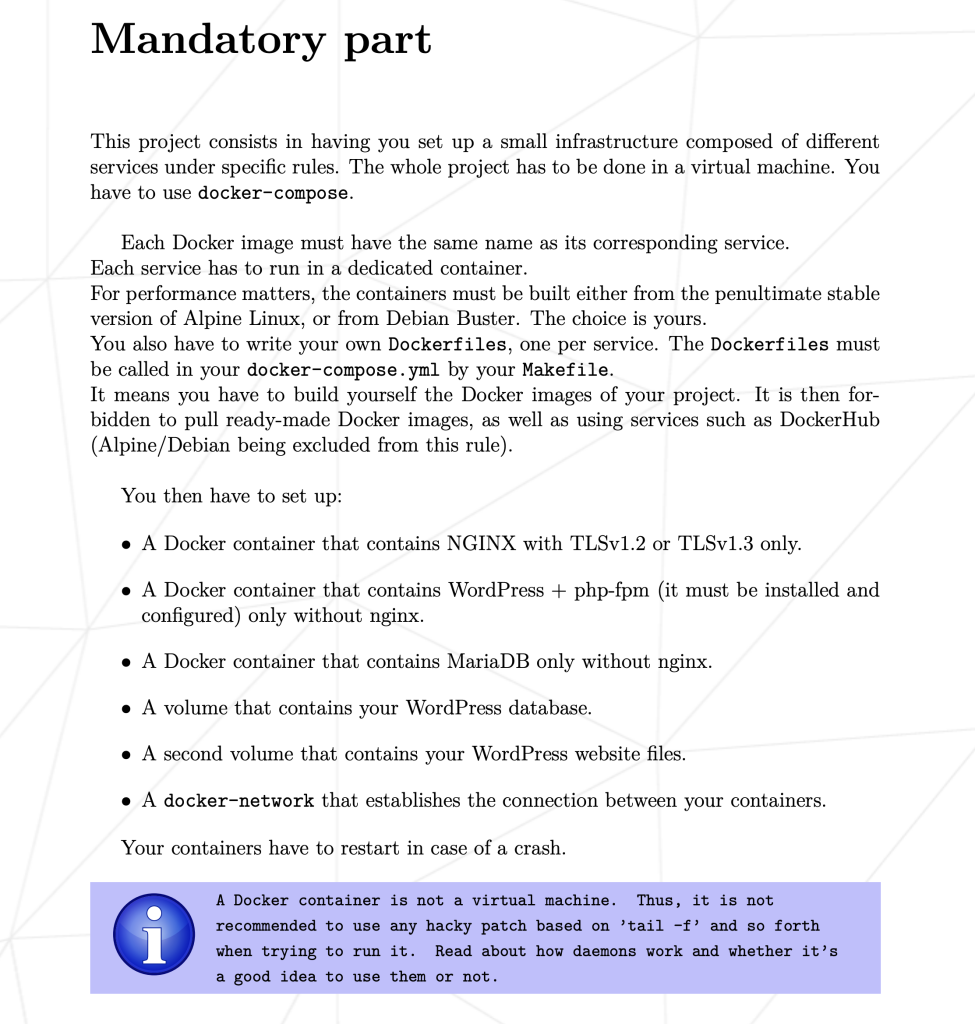 Mandatory part
This project consists in having you set up a small infrastructure composed of different
services under specific rules. The whole project has to be done in a virtual machine. You
have to use docker-compose.
Each Docker image must have the same name as its corresponding service.
Each service has to run in a dedicated container.
For performance matters, the containers must be built either from the penultimate stable
version of Alpine Linux, or from Debian Buster. The choice is yours.
You also have to write your own Dockerfiles, one per service. The Dockerfiles must
be called in your docker-compose.yml by your Makefile.
It means you have to build yourself the Docker images of your project. It is then for-
bidden to pull ready-made Docker images, as well as using services such as DockerHub
(Alpine/Debian being excluded from this rule).
You then have to set up:
• A Docker container that contains NGINX with TLSv1.2 or TLSv1.3 only.
• A Docker container that contains WordPress + php-fpm (it must be installed and
configured) only without nginx.
• A Docker container that contains MariaDB only without nginx.
• A volume that contains your WordPress database.
• A second volume that contains your WordPress website files.
• A docker-network that establishes the connection between your containers.
Your containers have to restart in case of a crash.
A Docker container is not a virtual machine. Thus, it is not
recommended to use any hacky patch based on 'tail -f' and so forth
when trying to run it. Read about how daemons work and whether it's
a good idea to use them or not.